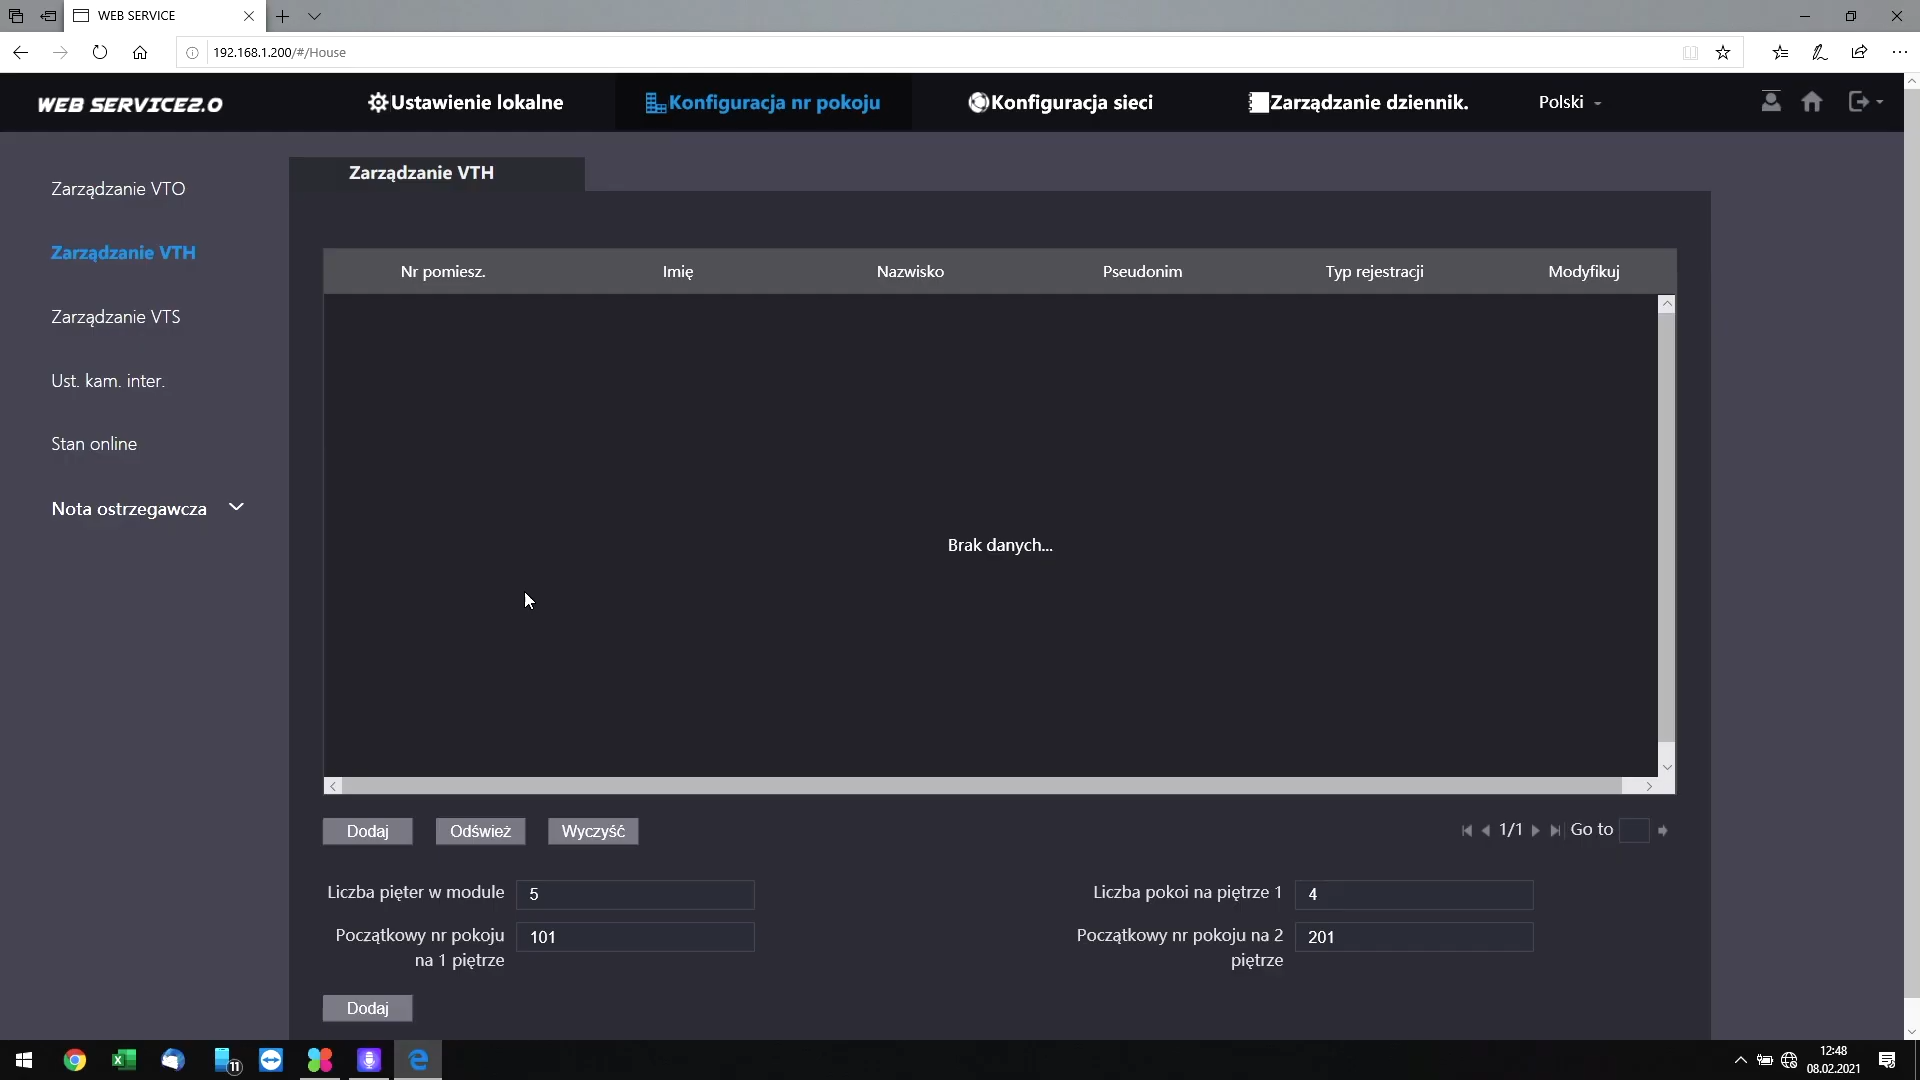 WEB SERVICE
192.168.1.200/#/House
WEB SERVICE2.0
Ustawienie lokalne
Konfiguracja nr pokoju
Konfiguracja sieci
Zarządzanie dziennik.
Polski
Zarządzanie VTO
Zarządzanie VTH
Zarządzanie VTS
Ust. kam. inter.
Stan online
Nota ostrzegawcza
Zarządzanie VTH
Nr pomiesz. Imię Nazwisko Pseudonim Typ rejestracji Modyfikuj
Brak danych...
Dodaj Odśwież Wyczyść
1/1 Go to
Liczba pięter w module 5
Liczba pokoi na piętrze 1 4
Początkowy nr pokoju
na 1 piętrze
101
Początkowy nr pokoju na 2
piętrze
201
Dodaj
11
12:48
08.02.2021